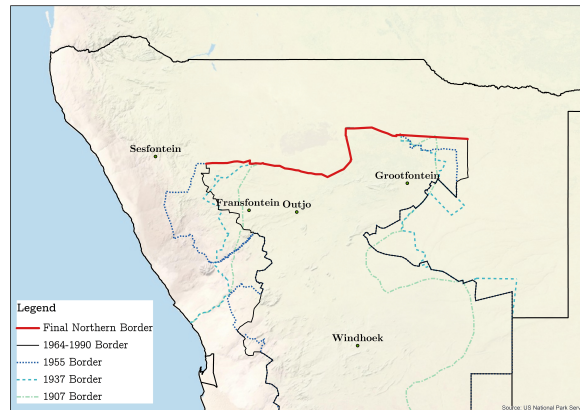 Sesfontein
Grootfontein
Fransfontein
Outjo
Windhoek
Legend
Final Northern Border
1964-1990 Border
1955 Border
1937 Border
1907 Border
Source: US National Park Serv